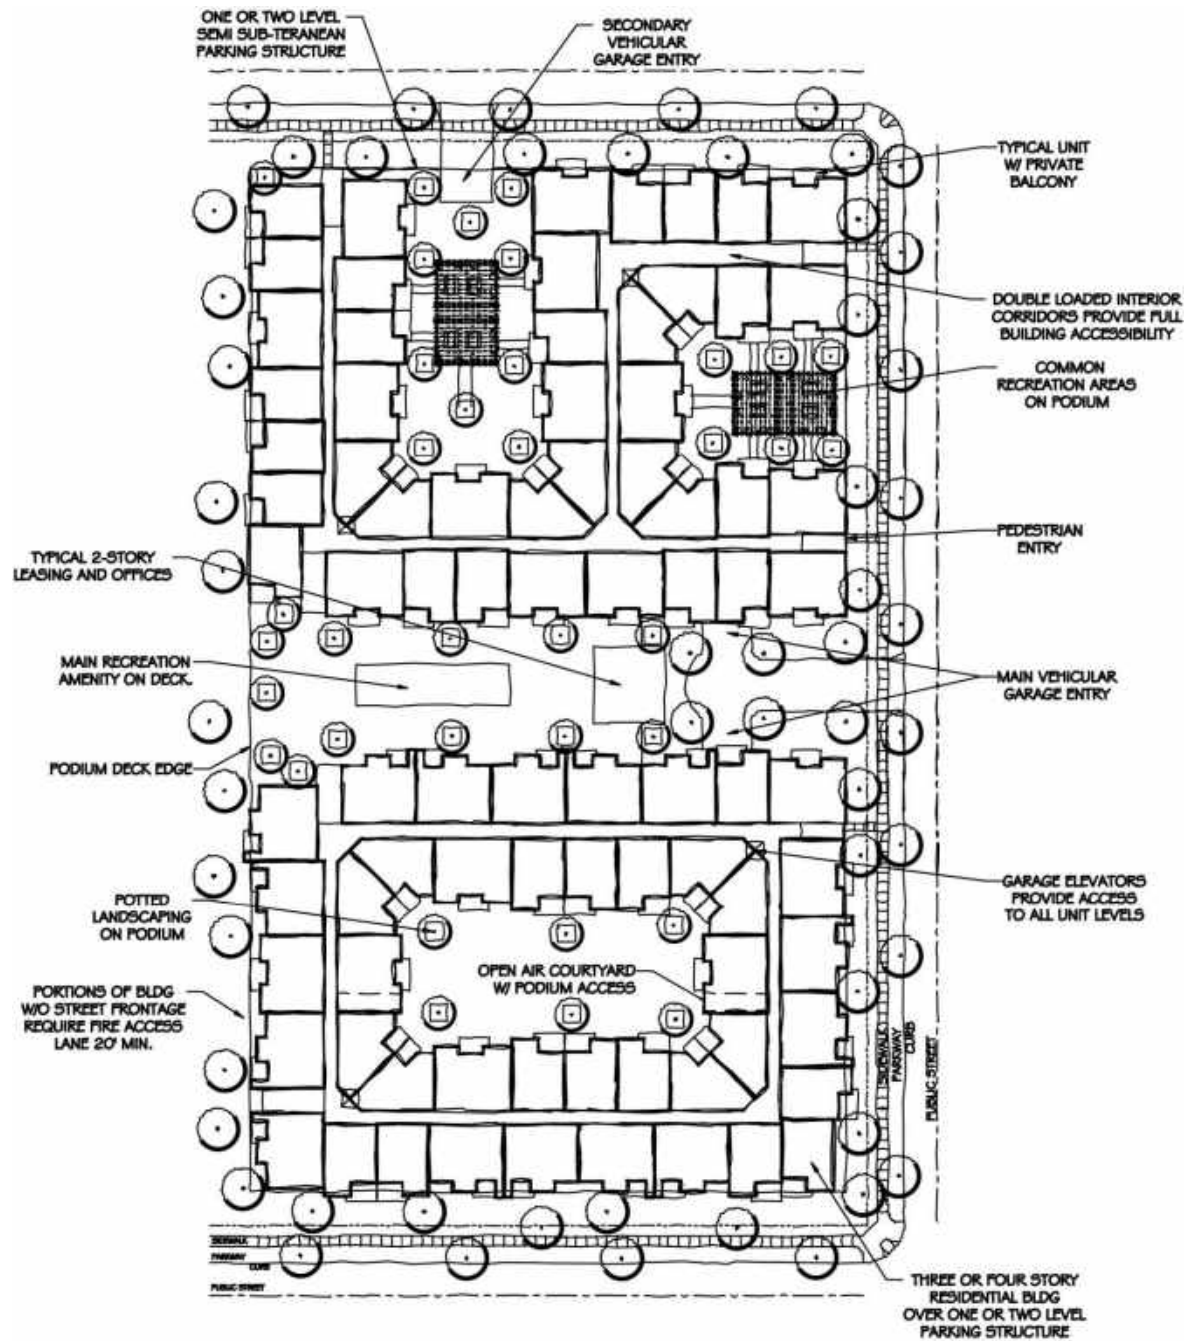 ONE OR TWO LEVEL
SEMI SUB-TERANEAN
PARKING STRUCTURE
SECONDARY
VEHICULAR
GARAGE ENTRY
TYPICAL UNIT
W/ PRIVATE
BALCONY
DOUBLE LOADED INTERIOR
CORRIDORS PROVIDE FULL
BUILDING ACCESSIBILITY
COMMON
RECREATION AREAS
ON PODIUM
PEDESTRIAN
ENTRY
TYPICAL 2-STORY
LEASING AND OFFICES
MAIN RECREATION
AMENITY ON DECK.
MAIN VEHICULAR
GARAGE ENTRY
PODIUM DECK EDGE
GARAGE ELEVATORS
PROVIDE ACCESS
TO ALL UNIT LEVELS
POTTED
LANDSCAPING
ON PODIUM
OPEN AIR COURTYARD
W/ PODIUM ACCESS
PORTIONS OF BLDG
W/O STREET FRONTAGE
REQUIRE FIRE ACCESS
LANE 20' MIN.
SIDEWALK
PARKWAY
CURB
PUBLIC STREET
SIDEWALK
PARKWAY
CURB
PUBLIC STREET
THREE OR FOUR STORY
RESIDENTIAL BLDG
OVER ONE OR TWO LEVEL
PARKING STRUCTURE